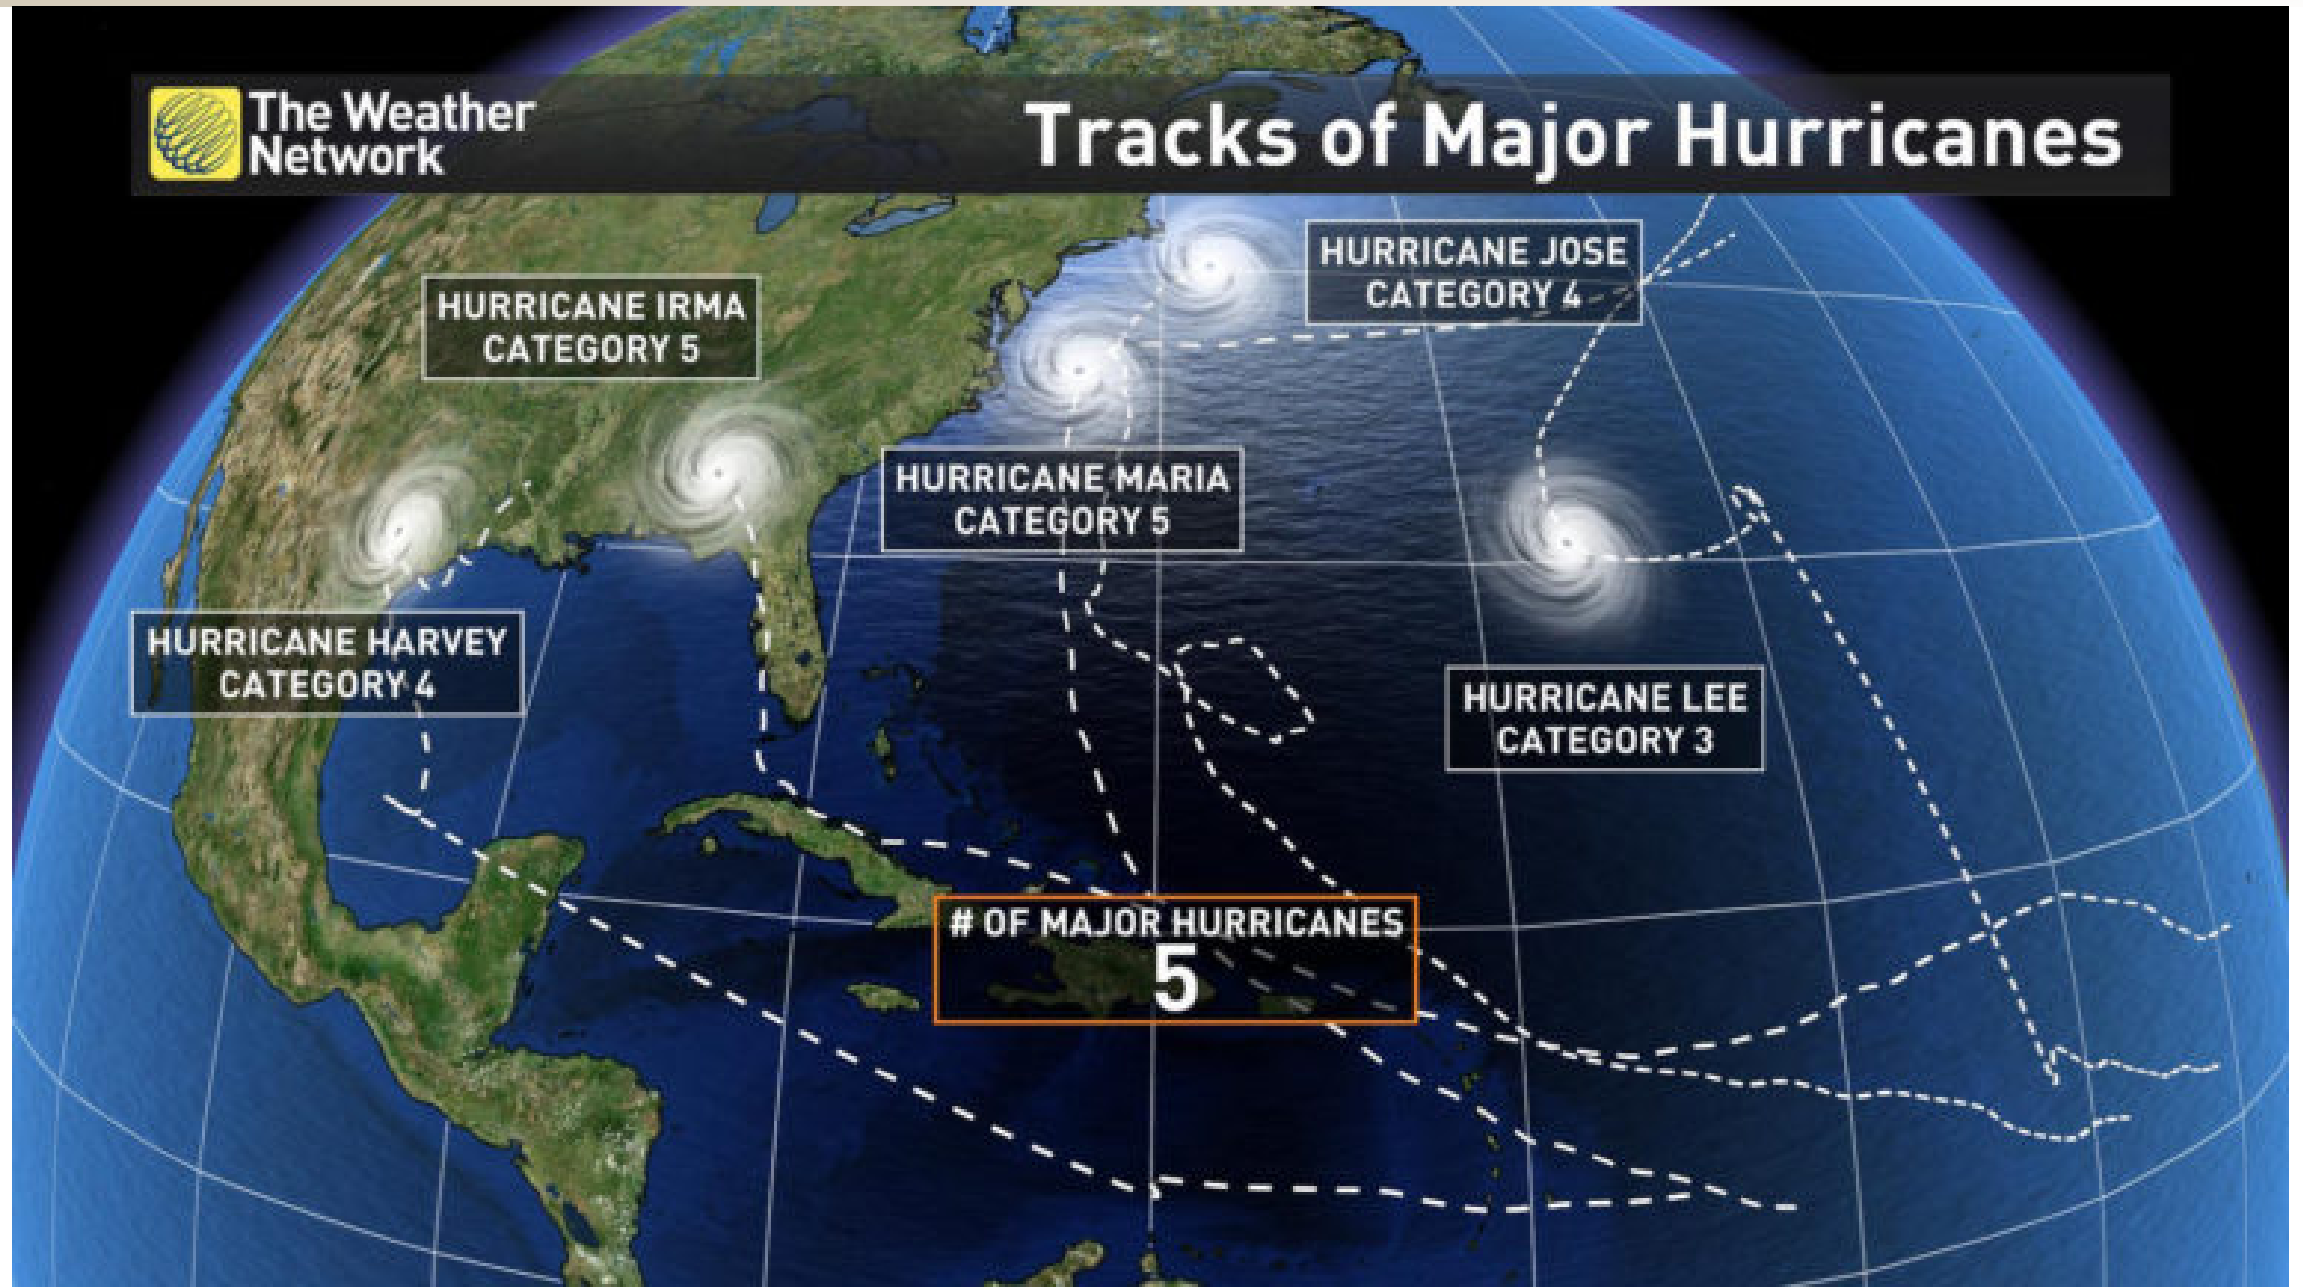 The Weather
Network
Tracks of Major Hurricanes
HURRICANE JOSE
CATEGORY 4
HURRICANE IRMA
CATEGORY 5
HURRICANE MARIA
CATEGORY 5
HURRICANE HARVEY
CATEGORY 4
HURRICANE LEE
CATEGORY 3
# OF MAJOR HURRICANES
5